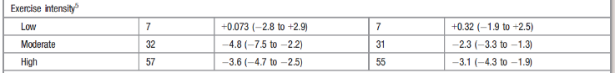 Exercise intensity⁵
Low 7 +0.073 (−2.8 to +2.9) 7 +0.32 (−1.9 to +2.5)
Moderate 32 −4.8 (−7.5 to −2.2) 31 −2.3 (−3.3 to −1.3)
High 57 −3.6 (−4.7 to −2.5) 55 −3.1 (−4.3 to −1.9)